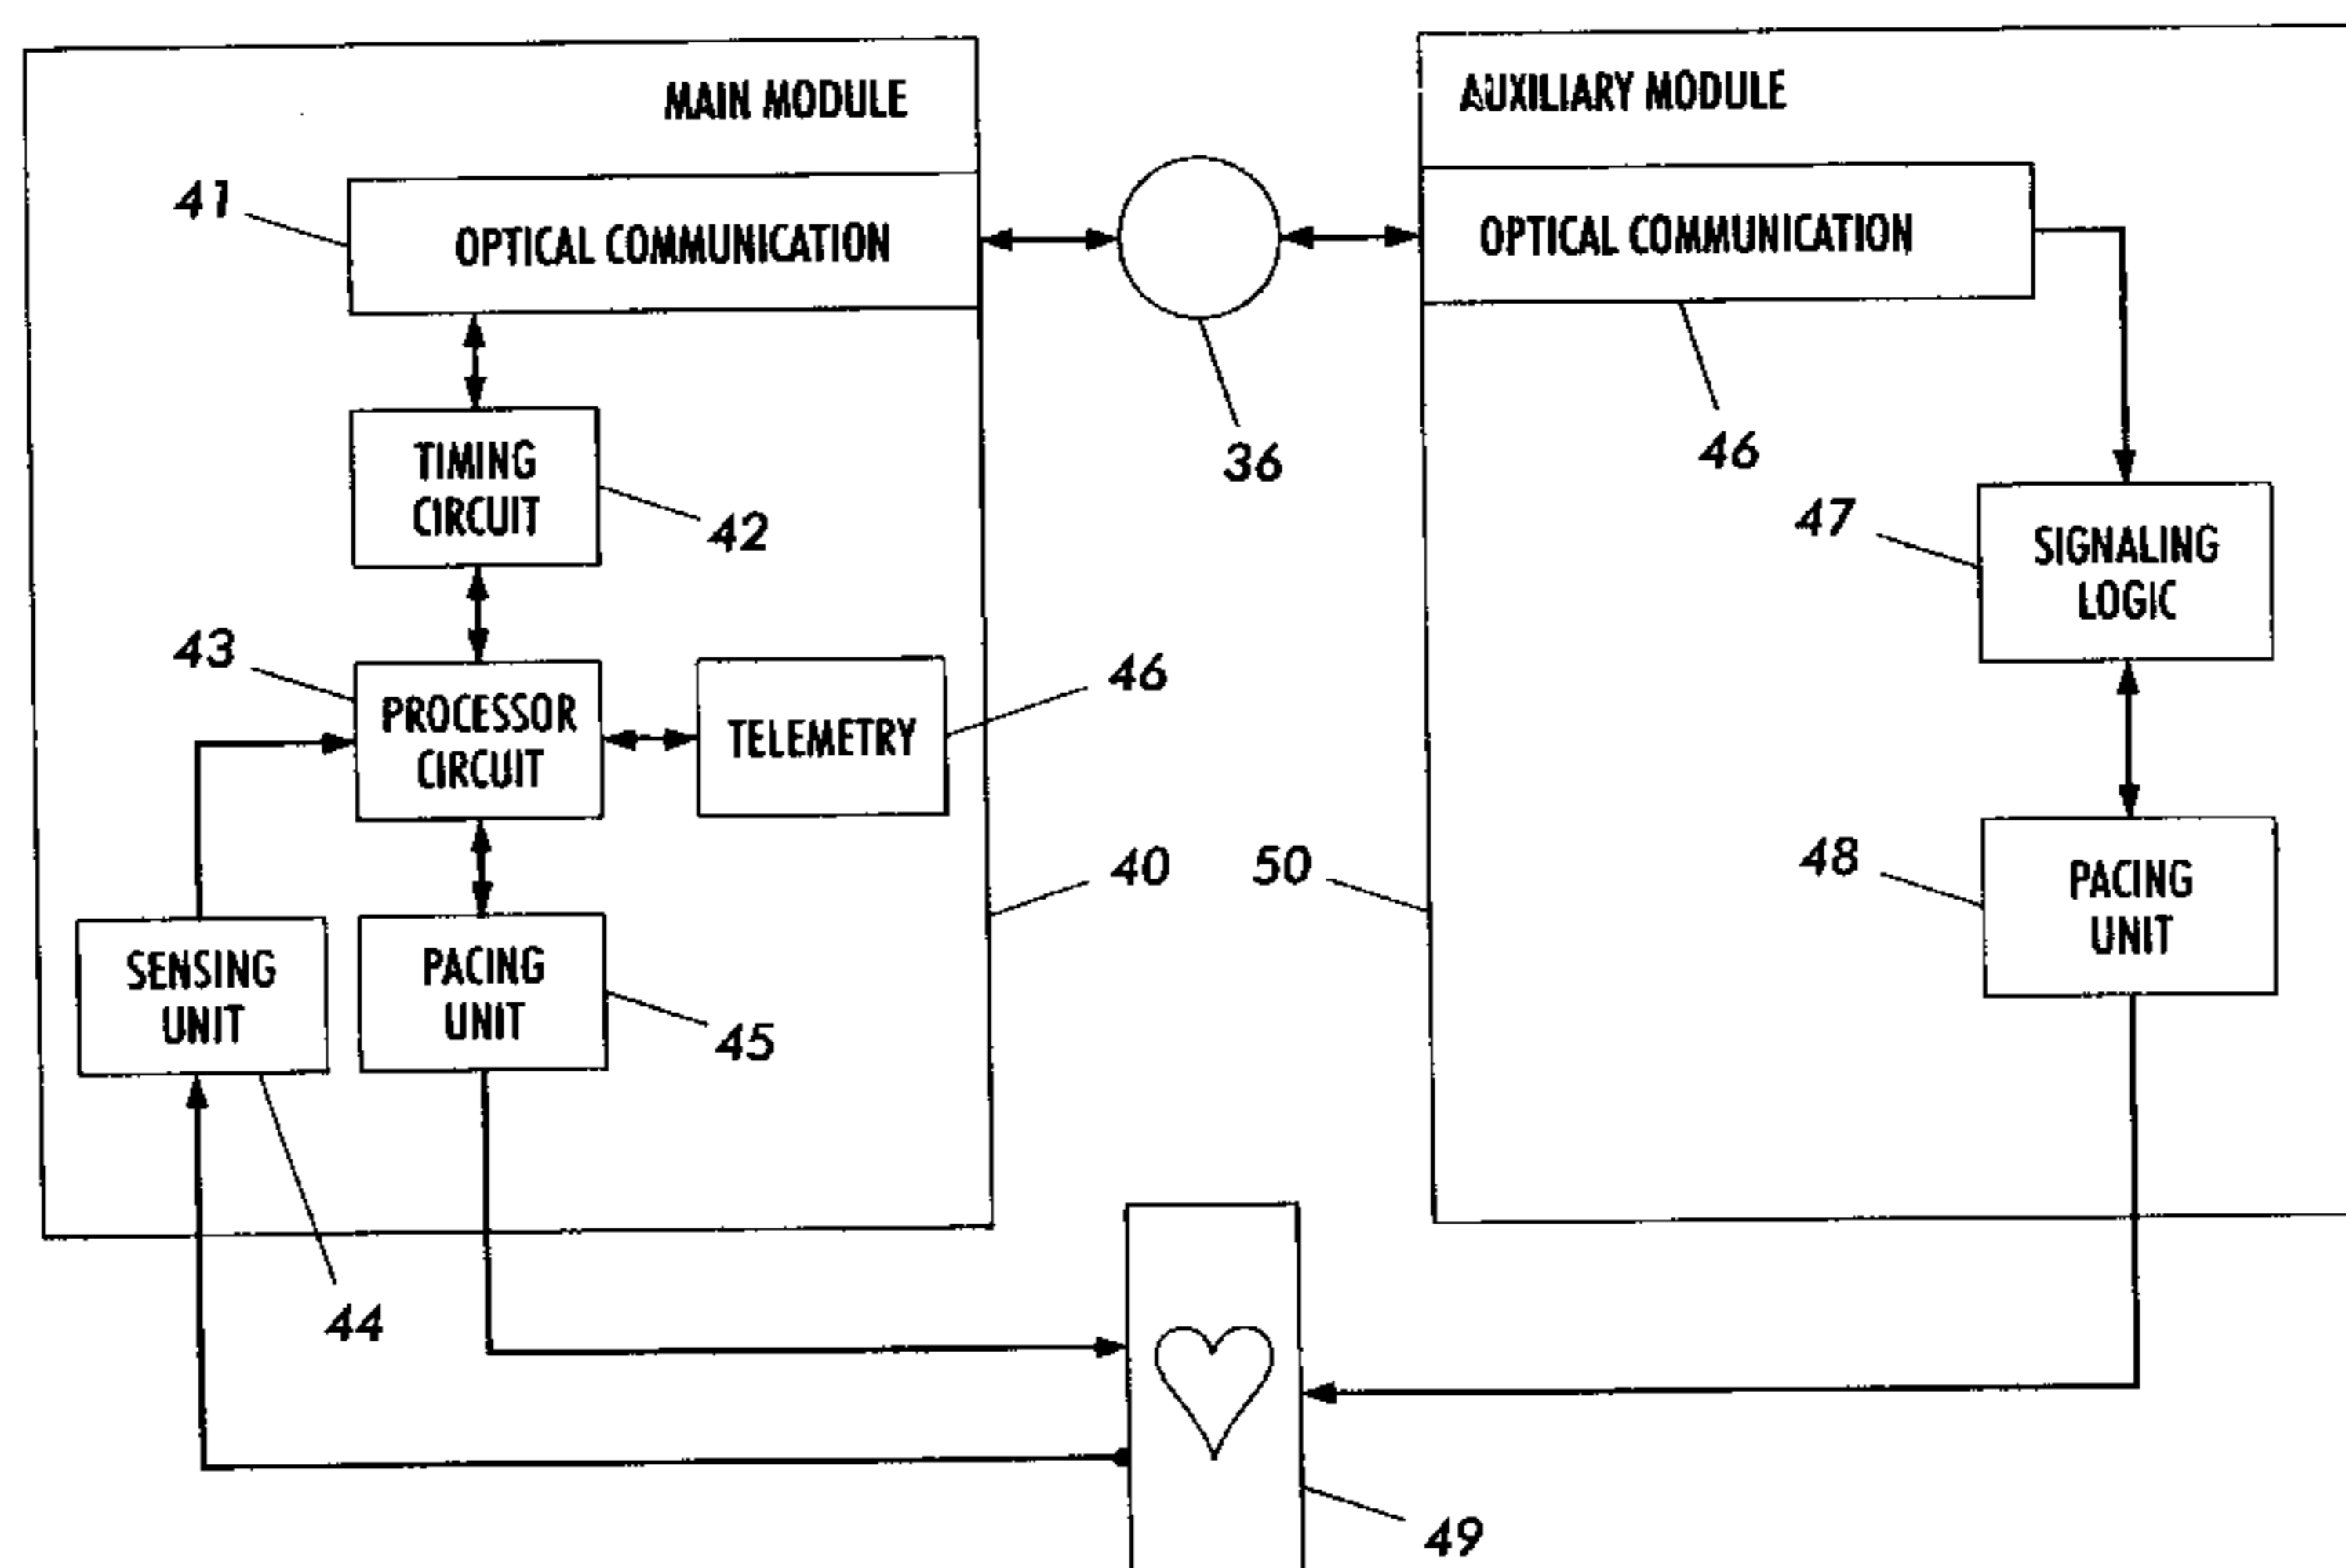 MAIN MODULE
AUXILIARY MODULE
41
OPTICAL COMMUNICATION
OPTICAL COMMUNICATION
36
46
TIMING
CIRCUIT
42
47
SIGNALING
LOGIC
43
PROCESSOR
CIRCUIT
TELEMETRY
46
40
50
48
PACING
UNIT
SENSING
UNIT
PACING
UNIT
45
44
49